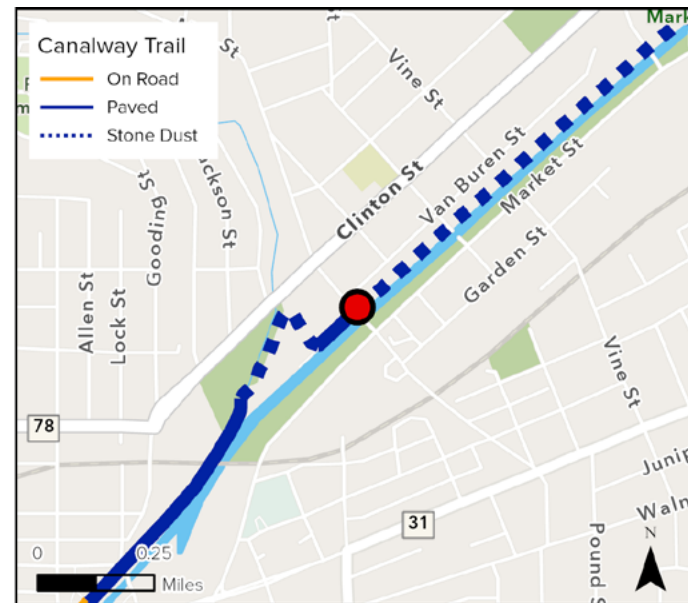 Canalway Trail
On Road
Paved
Stone Dust
Vine St
Clinton St
Van Buren St
Market St
Garden St
Gooding St
Allen St
Lock St
Vine St
78
31
Pound
N
0
0.25
Miles